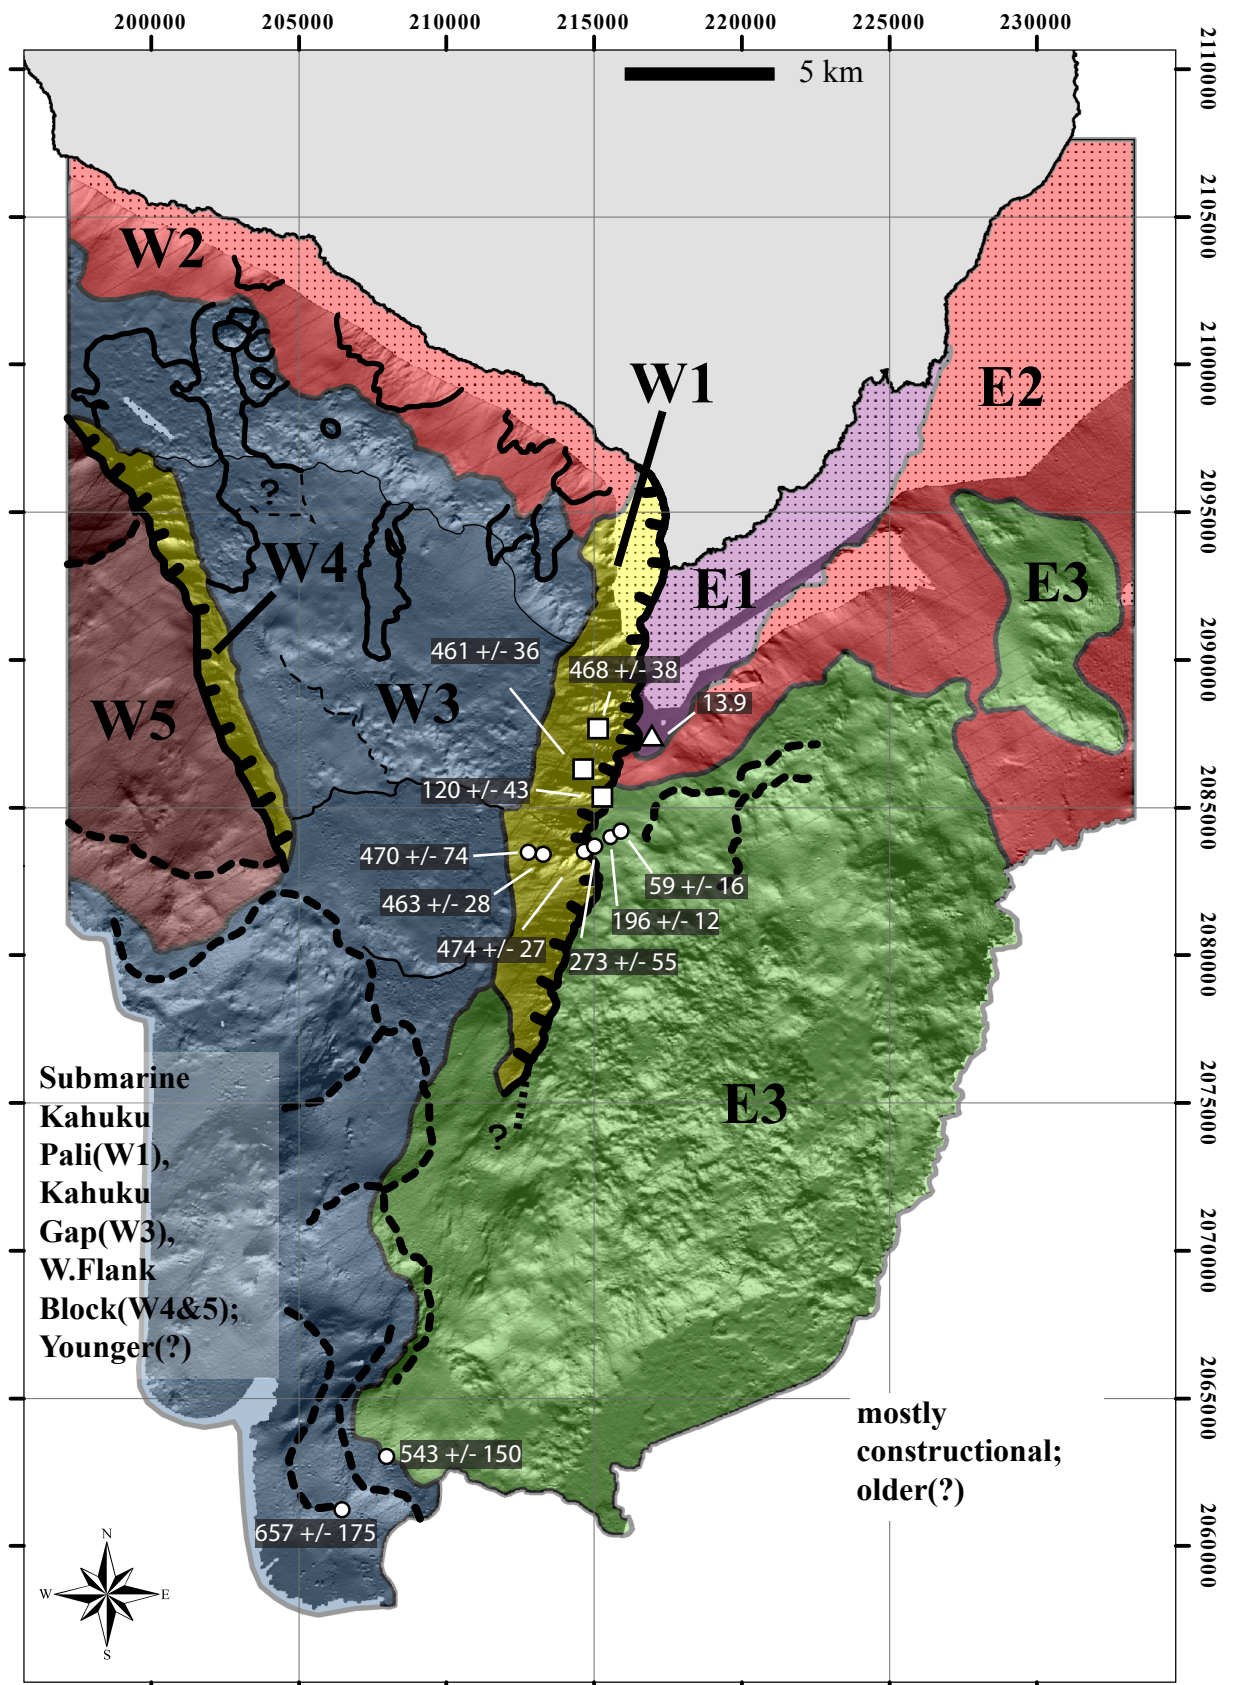 200000 205000 210000 215000 220000 225000 230000
5 km
2110000
2105000
W2
2100000
W1
E2
2095000
?
W4
E1
E3
2090000
461 +/- 36
468 +/- 38
W5
W3
13.9
2085000
120 +/- 43
470 +/- 74
59 +/- 16
463 +/- 28
196 +/- 12
474 +/- 27
273 +/- 55
2080000
Submarine
Kahuku
Pali(W1),
Kahuku
Gap(W3),
W.Flank
Block(W4&5);
Younger(?)
E3
2075000
?
2070000
2065000
mostly
constructional;
older(?)
543 +/- 150
657 +/- 175
2060000
N
W E
S